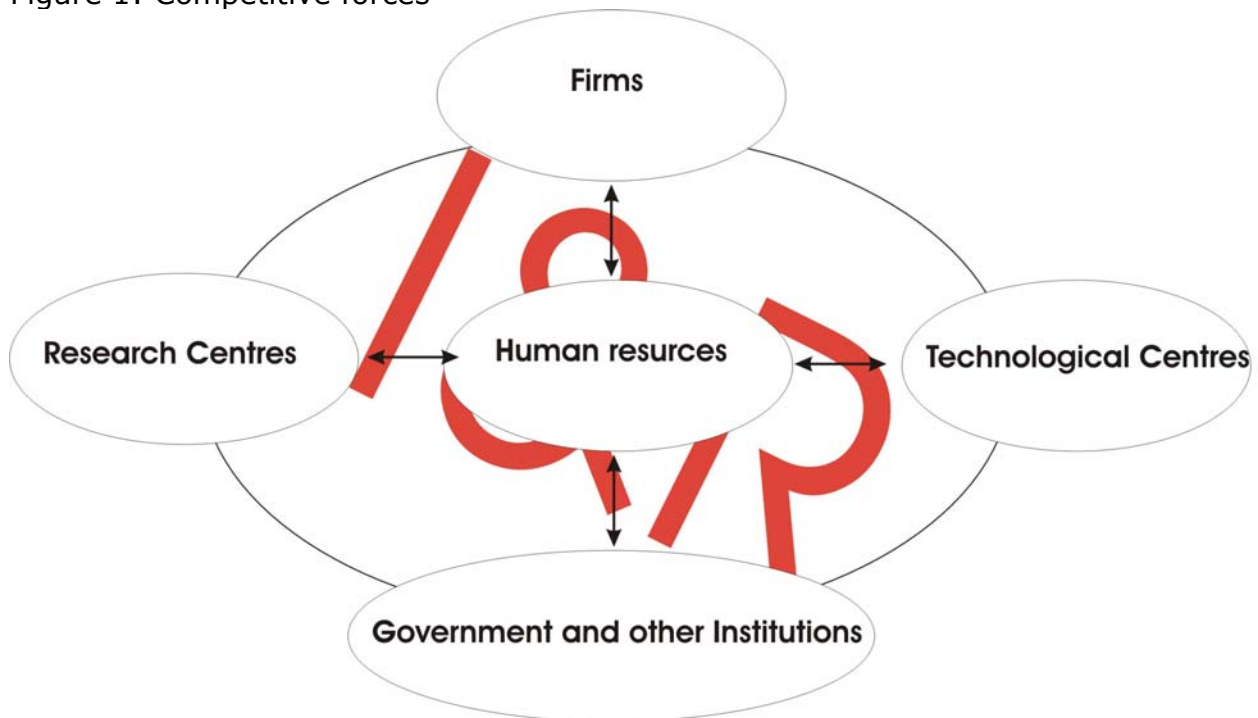 Figure 1. Competitive forces
Firms
Research Centres
Human resurces
Technological Centres
Government and other Institutions